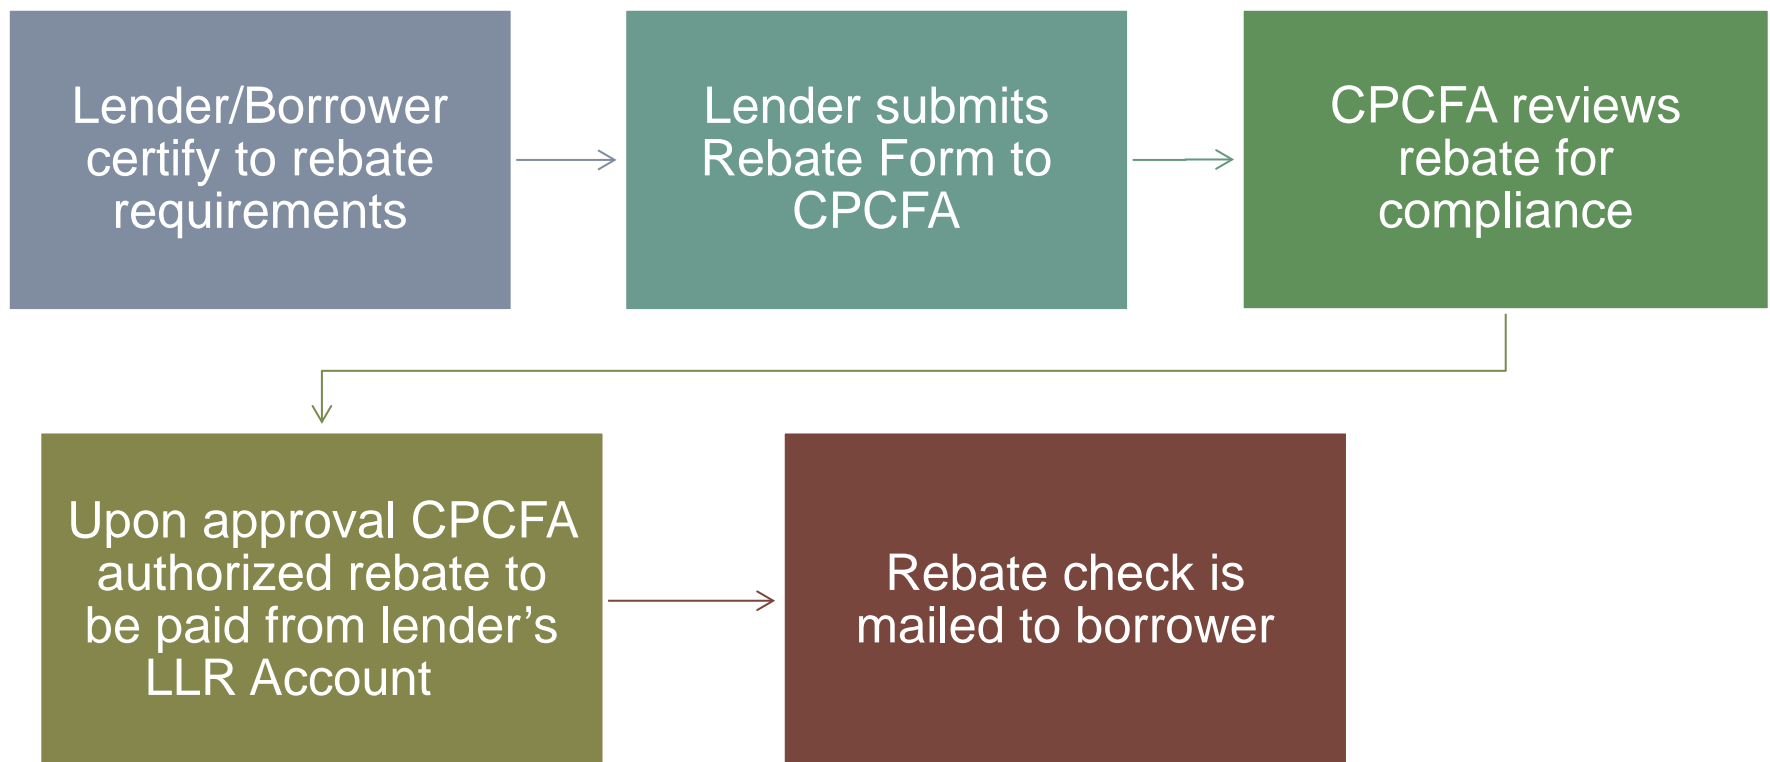 Lender/Borrower
certify to rebate
requirements
Lender submits
Rebate Form to
CPCFA
CPCFA reviews
rebate for
compliance
Upon approval CPCFA
authorized rebate to
be paid from lender’s
LLR Account
Rebate check is
mailed to borrower